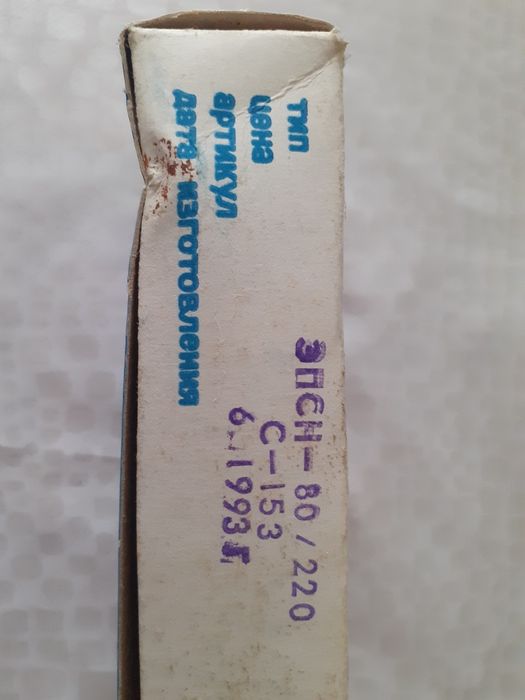 тип
цена
артикул
дата изготовления
ЭПСН-80/220
С-153
6.1993г